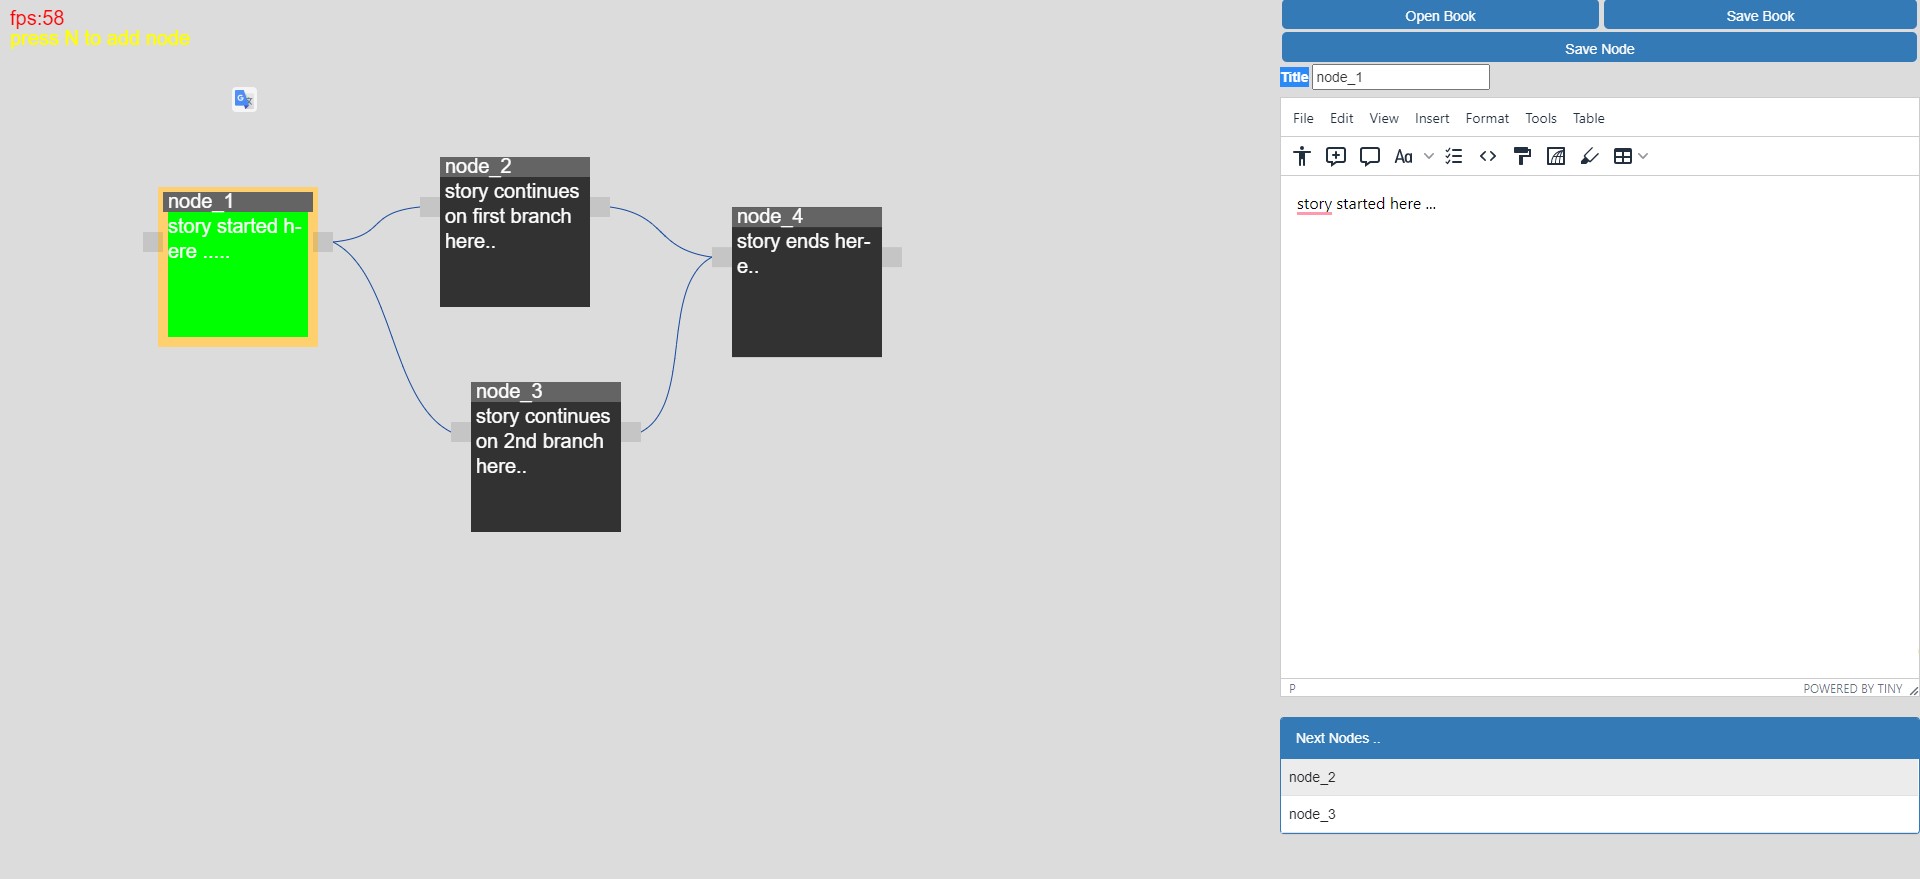 fps:58
press N to add node
node_1
story started h-
ere .....
node_2
story continues
on first branch
here..
node_3
story continues
on 2nd branch
here..
node_4
story ends her-
e..
Open Book
Save Book
Save Node
Title node_1
File Edit View Insert Format Tools Table
Aa
story started here ...
P
POWERED BY TINY
Next Nodes ..
node_2
node_3